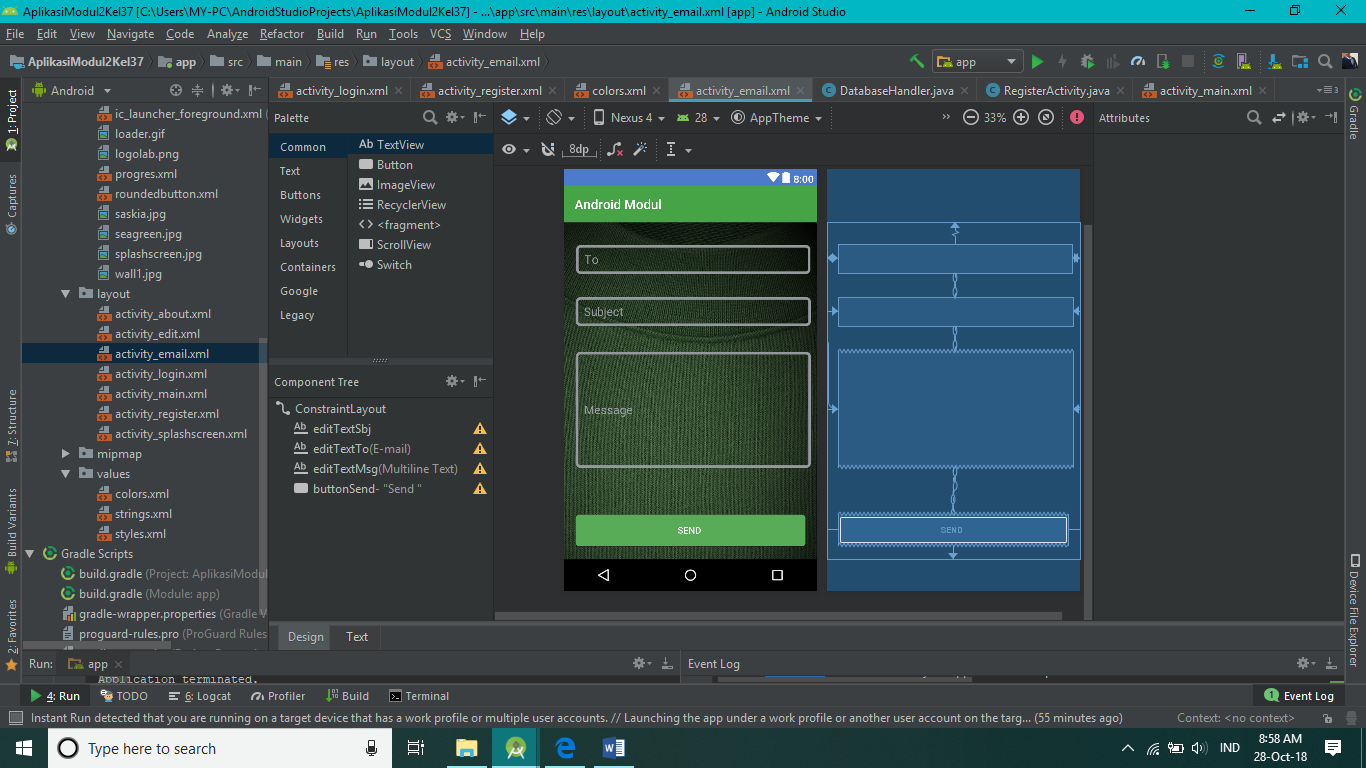 AplikasiModul2Kel37 [C:\Users\MY-PC\AndroidStudioProjects\AplikasiModul2Kel37] - ...\app\src\main\res\layout\activity_email.xml [app] - Android Studio
File Edit View Navigate Code Analyze Refactor Build Run Tools VCS Window Help
AplikasiModul2Kel37 app src main res layout activity_email.xml app
1: Project
Captures
7: Structure
Build Variants
2: Favorites
Android
ic_launcher_foreground.xml
loader.gif
logolab.png
progres.xml
roundedbutton.xml
saskia.jpg
seagreen.jpg
splashscreen.jpg
wall1.jpg
layout
activity_about.xml
activity_edit.xml
activity_email.xml
activity_login.xml
activity_main.xml
activity_register.xml
activity_splashscreen.xml
mipmap
values
colors.xml
strings.xml
styles.xml
Gradle Scripts
build.gradle (Project: AplikasiModul
build.gradle (Module: app)
gradle-wrapper.properties (Gradle V
proguard-rules.pro (ProGuard Rules
activity_login.xml activity_register.xml colors.xml activity_email.xml DatabaseHandler.java RegisterActivity.java activity_main.xml
Palette
Common
Text
Buttons
Widgets
Layouts
Containers
Google
Legacy
Ab TextView
Button
ImageView
RecyclerView
<fragment>
ScrollView
Switch
Component Tree
ConstraintLayout
Ab editTextSbj
Ab editTextTo(E-mail)
Ab editTextMsg(Multiline Text)
buttonSend- "Send "
Nexus 4 28 AppTheme 33%
8dp
8:00
Android Modul
To
Subject
Message
SEND
SEND
Attributes
Gradle
Device File Explorer
Design Text
Run: app
Application terminated.
Event Log
4: Run TODO 6: Logcat Profiler Build Terminal 1 Event Log
Instant Run detected that you are running on a target device that has a work profile or multiple user accounts. // Launching the app under a work profile or another user account on the targ... (55 minutes ago) Context: <no context>
Type here to search
IND
8:58 AM
28-Oct-18